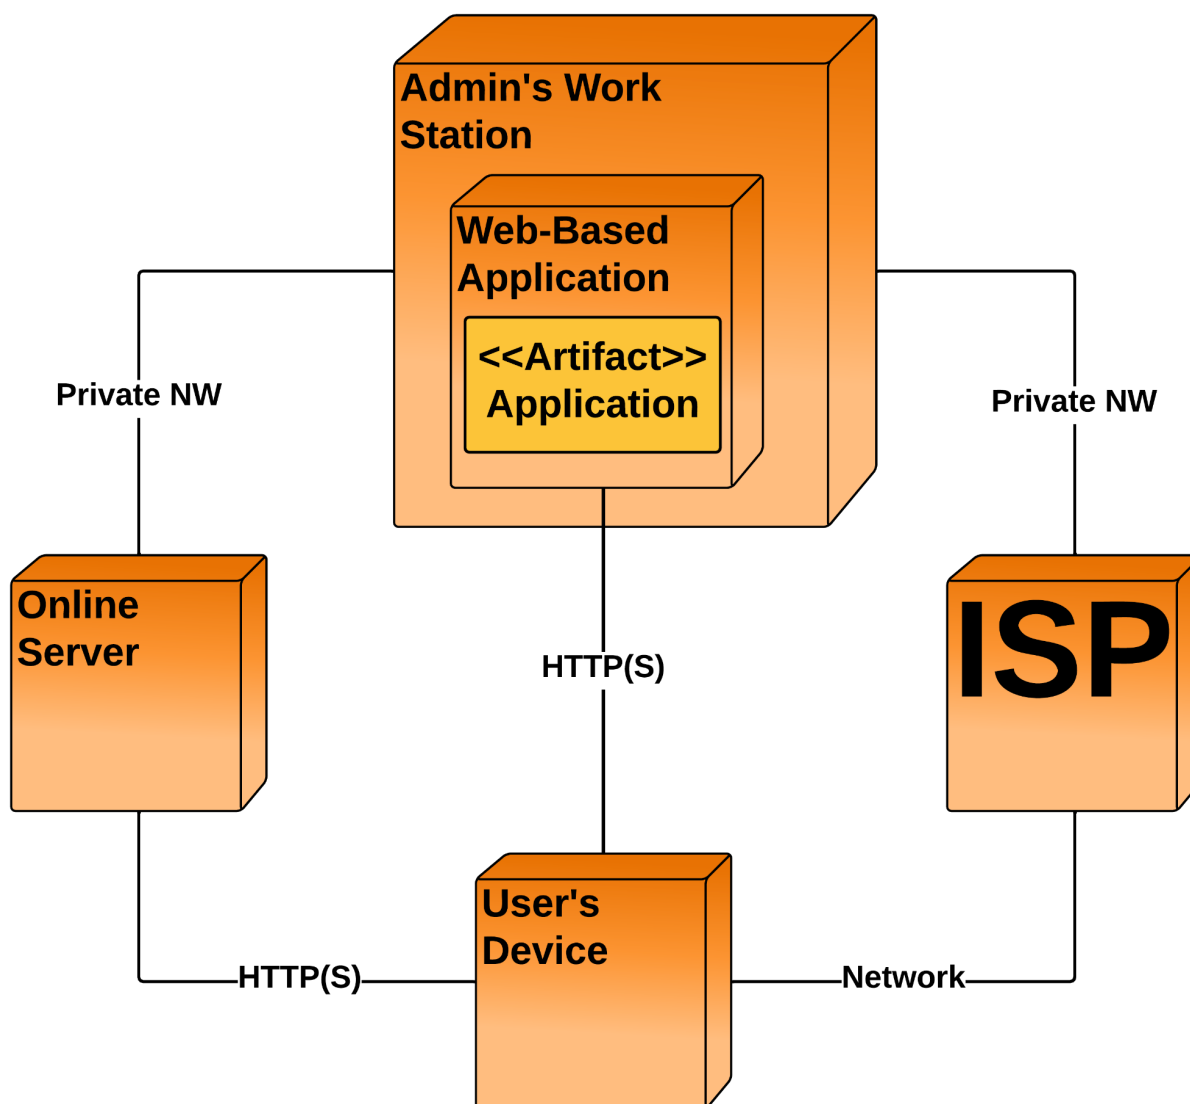 Admin's Work
Station
Web-Based
Application
<<Artifact>>
Application
Private NW
Private NW
Online
Server
ISP
HTTP(S)
User's
Device
HTTP(S)
Network